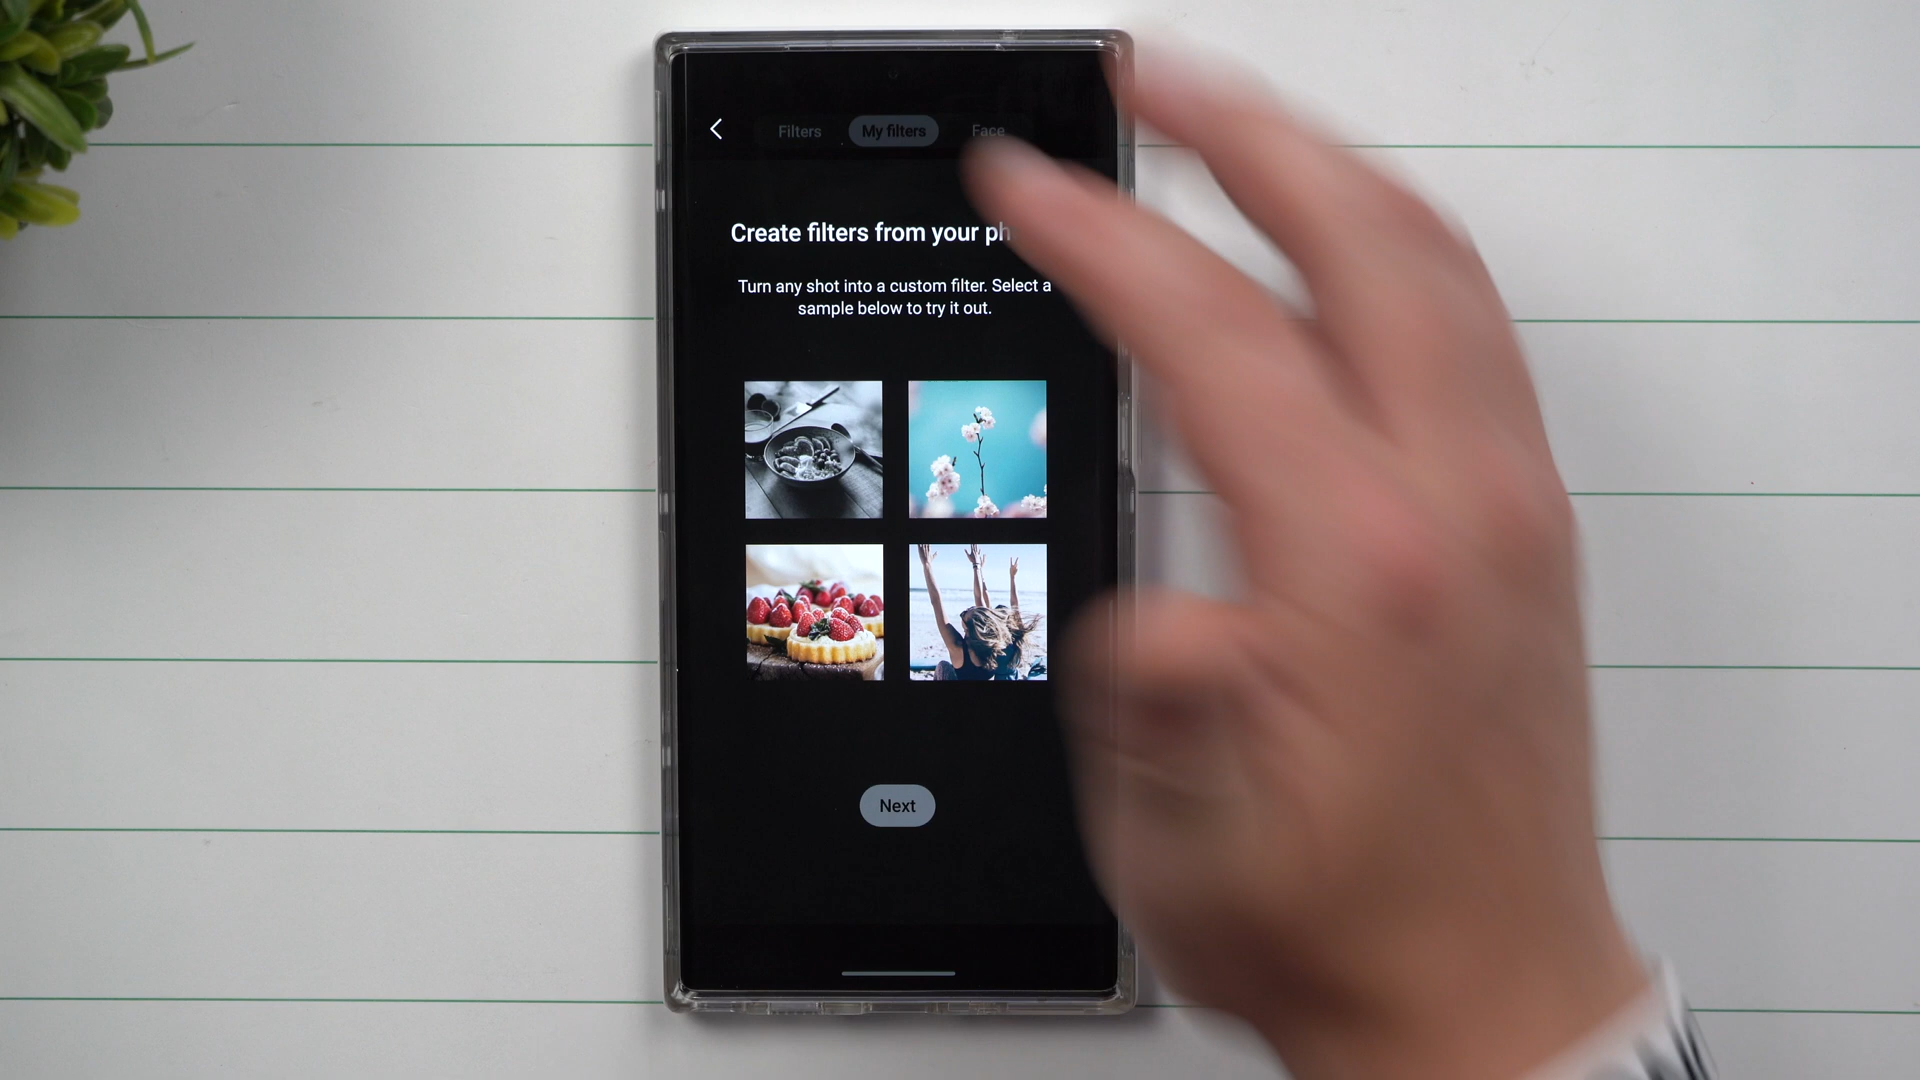 Filters My filters Face
Create filters from your
Turn any shot into a custom filter. Select a
sample below to try it out.
Next